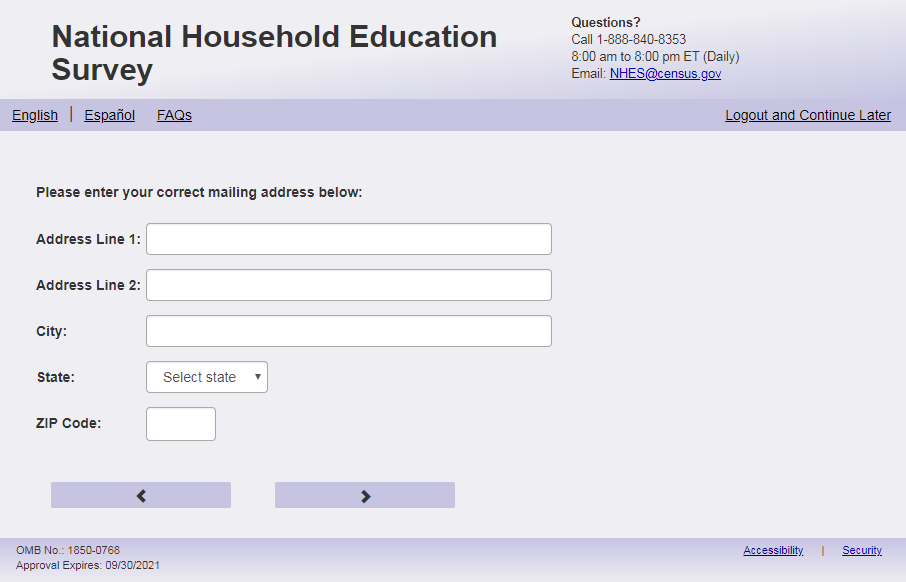 National Household Education
Survey
Questions?
Call 1-888-840-8353
8:00 am to 8:00 pm ET (Daily)
Email: NHES@census.gov
English | Español FAQs Logout and Continue Later
Please enter your correct mailing address below:
Address Line 1:
Address Line 2:
City:
State: Select state
ZIP Code:
OMB No.: 1850-0768
Approval Expires: 09/30/2021
Accessibility | Security